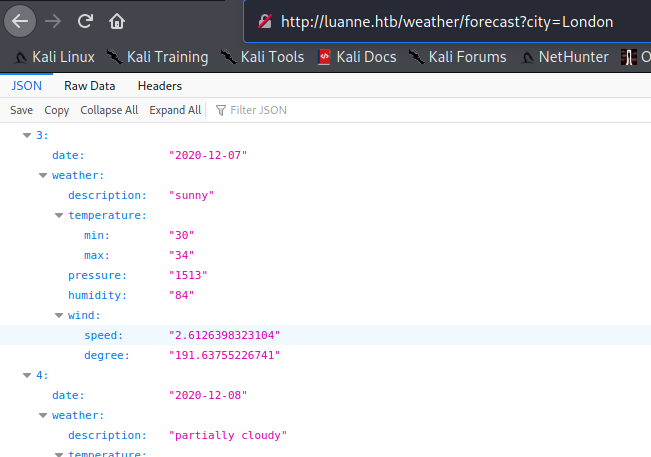 http://luanne.htb/weather/forecast?city=London
Kali Linux Kali Training Kali Tools Kali Docs Kali Forums NetHunter O
JSON Raw Data Headers
Save Copy Collapse All Expand All Filter JSON
3:
date: "2020-12-07"
weather:
description: "sunny"
temperature:
min: "30"
max: "34"
pressure: "1513"
humidity: "84"
wind:
speed: "2.6126398323104"
degree: "191.63755226741"
4:
date: "2020-12-08"
weather:
description: "partially cloudy"
temperature: